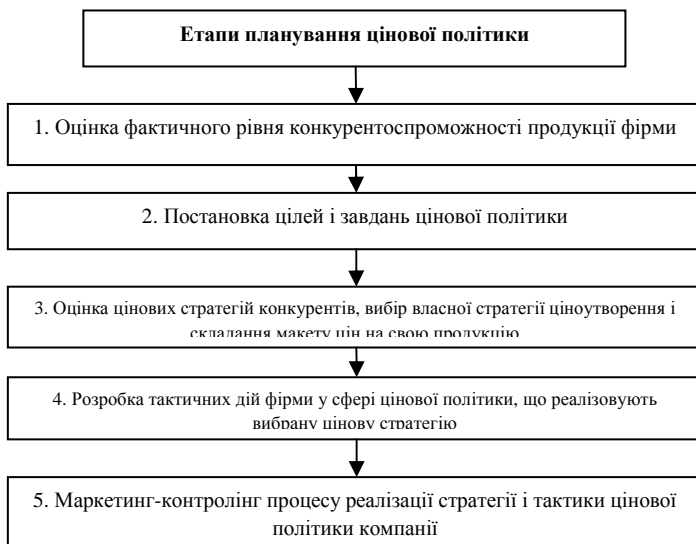 Етапи планування цінової політики
1. Оцінка фактичного рівня конкурентоспроможності продукції фірми
2. Постановка цілей і завдань цінової політики
3. Оцінка цінових стратегій конкурентів, вибір власної стратегії ціноутворення і
складання макету цін на свою продукцію
4. Розробка тактичних дій фірми у сфері цінової політики, що реалізовують
вибрану цінову стратегію
5. Маркетинг-контролінг процесу реалізації стратегії і тактики цінової
політики компанії